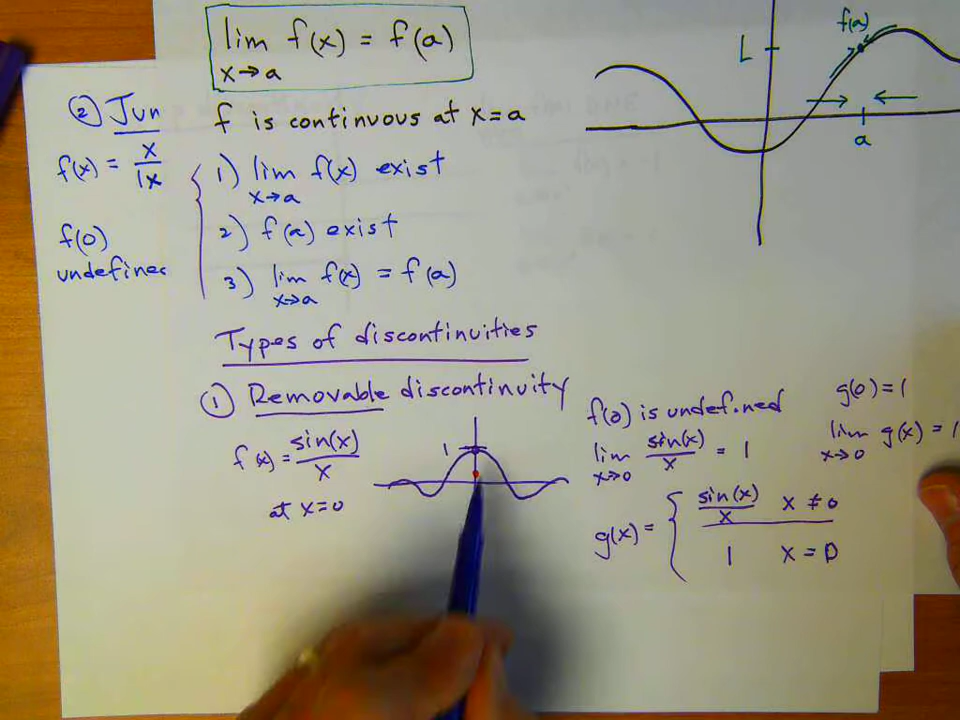 lim f(x) = f(a)
x→a
f is continuous at x=a
1) lim f(x) exist
x→a
2) f(a) exist
3) lim f(x) = f(a)
x→a
② Jun
f(x) = x
|x
f(0)
undefined
L
f(a)
a
Types of discontinuities
① Removable discontinuity
f(x) = sin(x)
x
at x=0
1
f(0) is undefined
lim sin(x)/x = 1
x→0
g(0)=1
lim g(x) = 1
x→0
g(x) = { sin(x)/x x ≠ 0
1 x = 0